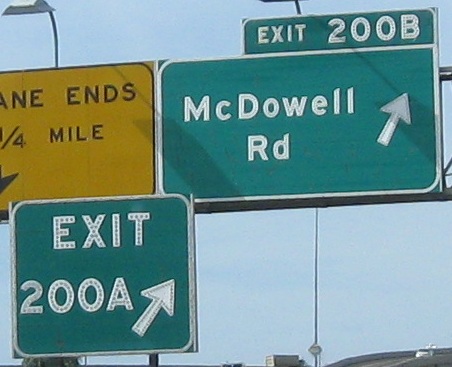 EXIT 200B
McDowell
Rd
ANE ENDS
1/4 MILE
EXIT
200A